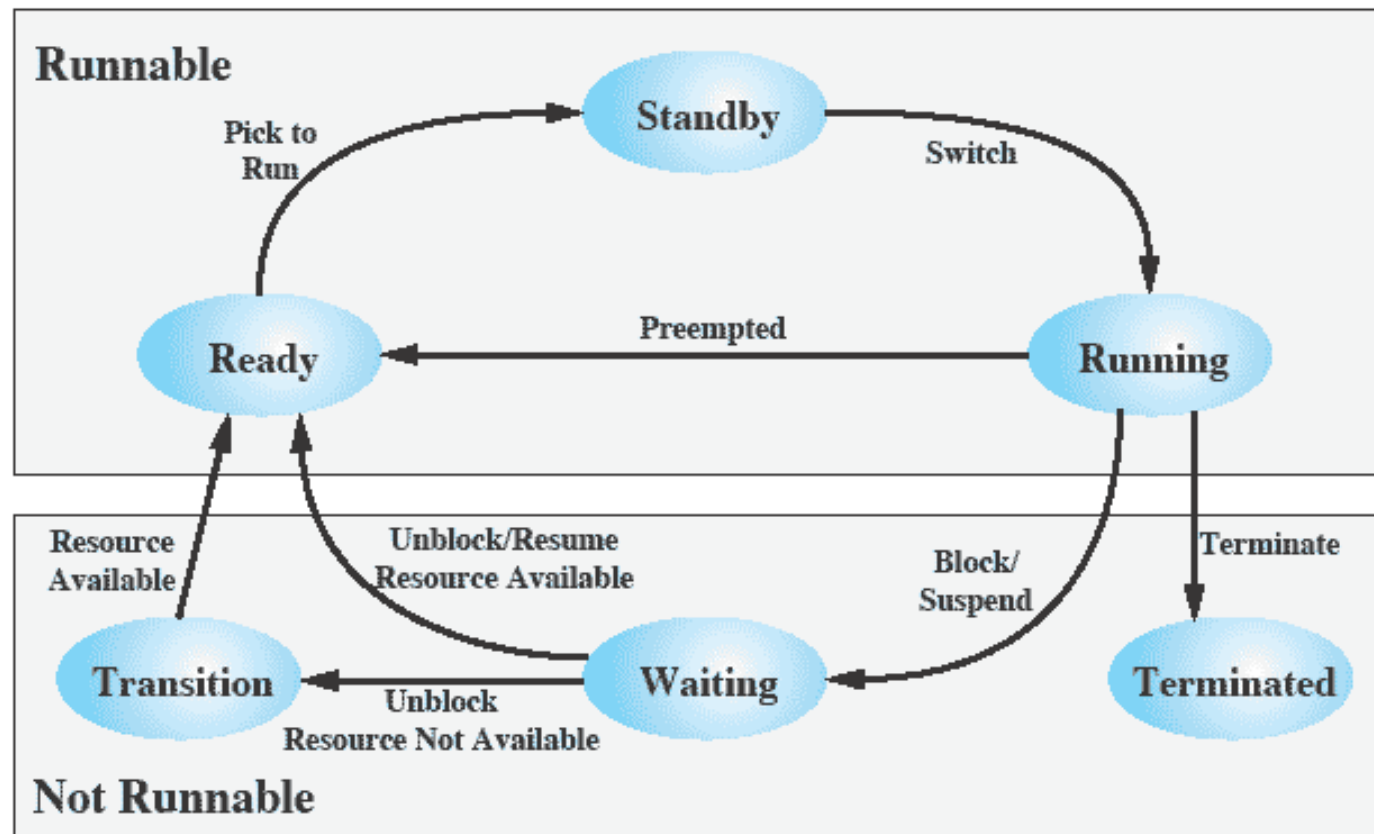 Runnable
Standby
Pick to
Run
Switch
Preempted
Ready
Running
Resource
Available
Unblock/Resume
Resource Available
Block/
Suspend
Terminate
Transition
Waiting
Terminated
Unblock
Resource Not Available
Not Runnable